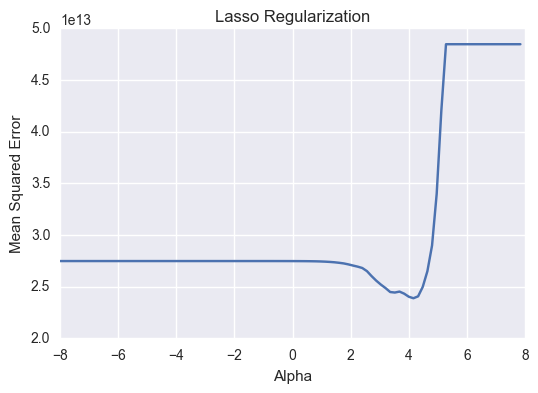 Lasso Regularization
1e13
5.0
4.5
4.0
3.5
3.0
2.5
2.0
Mean Squared Error
−8 −6 −4 −2 0 2 4 6 8
Alpha